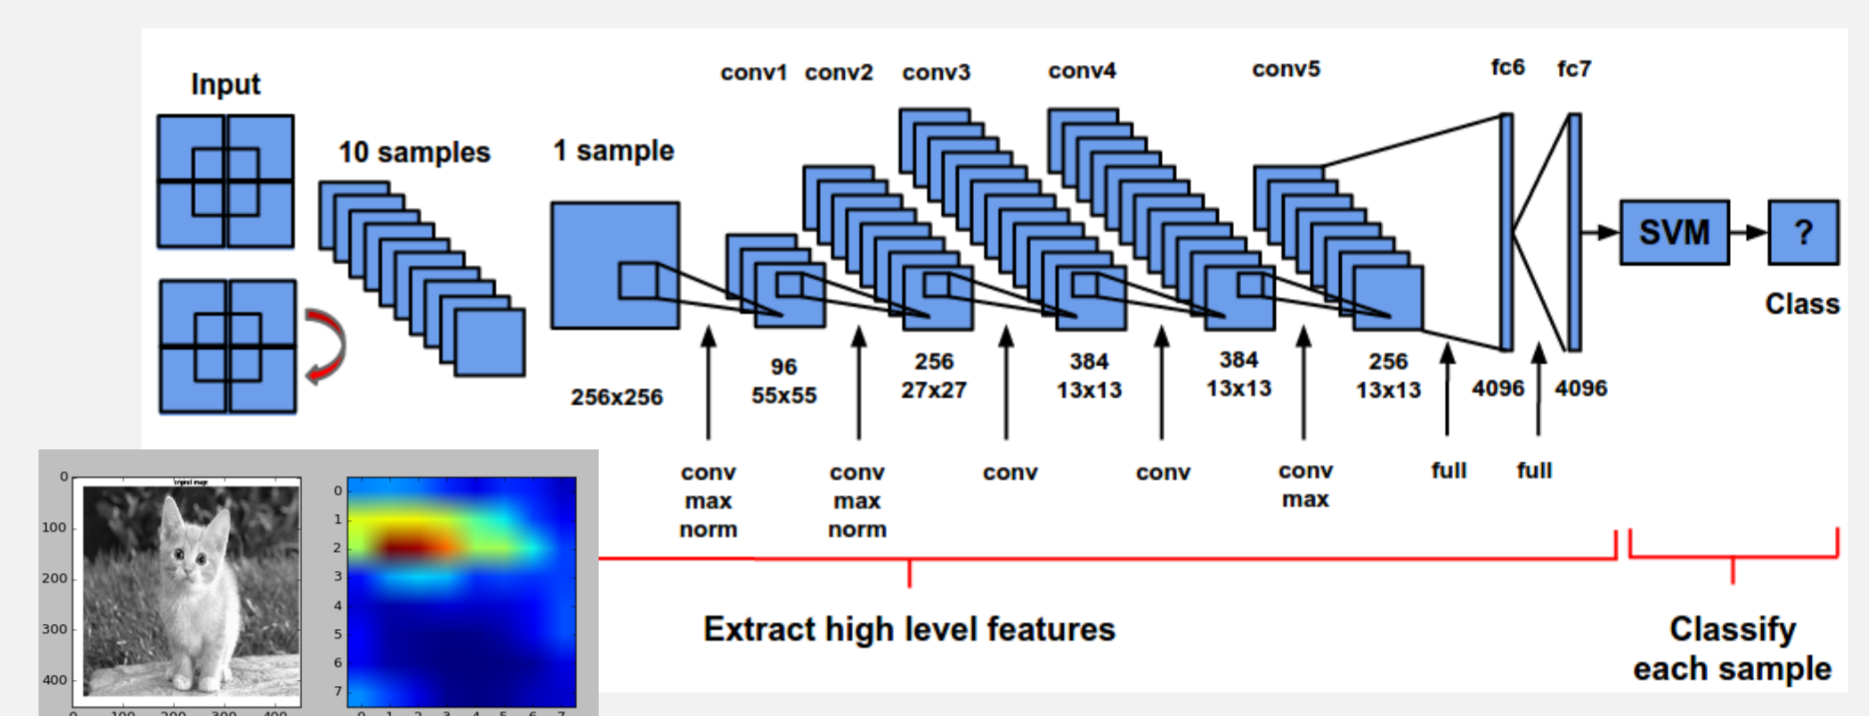 Input
10 samples
1 sample
256x256
conv1 conv2 conv3 conv4 conv5 fc6 fc7
96
55x55
256
27x27
384
13x13
384
13x13
256
13x13
4096
4096
conv
max
norm
conv
max
norm
conv
conv
conv
max
full
full
SVM
?
Class
Extract high level features
Classify
each sample
original image
0
100
200
300
400
0 100 200 300 400
0
1
2
3
4
5
6
7
0 1 2 3 4 5 6 7